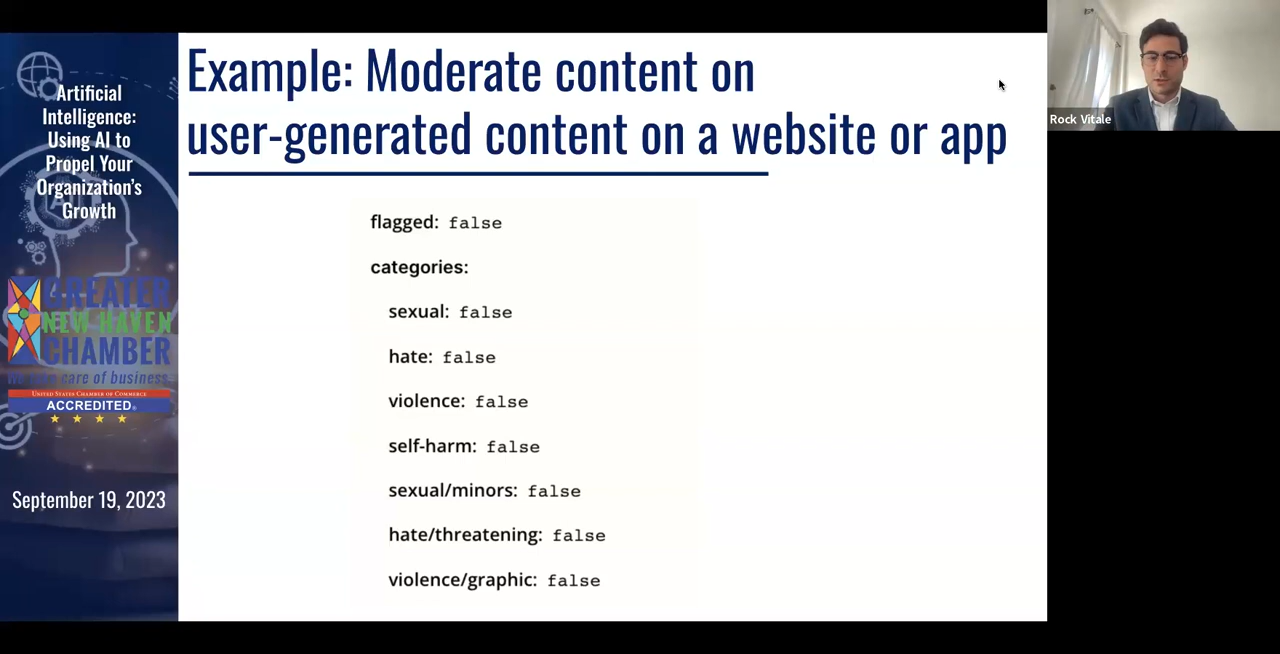 Artificial
Intelligence:
Using AI to
Propel Your
Organization's
Growth
GREATER
NEW HAVEN
CHAMBER
We take care of business.
UNITED STATES CHAMBER OF COMMERCE
ACCREDITED
September 19, 2023
Example: Moderate content on
user-generated content on a website or app
flagged: false
categories:
sexual: false
hate: false
violence: false
self-harm: false
sexual/minors: false
hate/threatening: false
violence/graphic: false
Rock Vitale